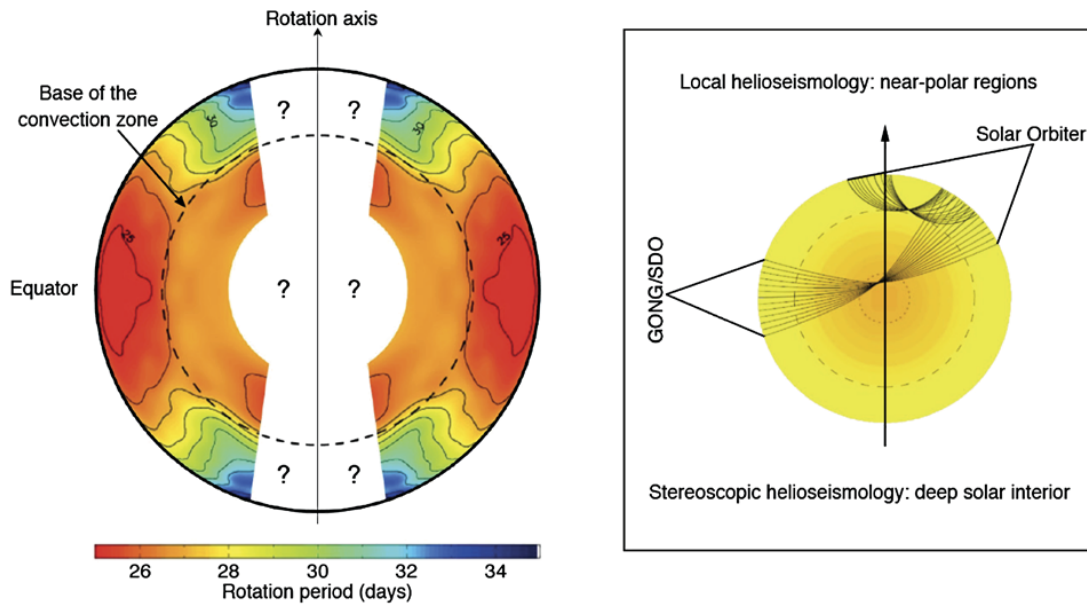 Rotation axis
Base of the
convection zone
?
?
30
30
25
25
Equator
?
?
?
?
26
28
30
32
34
Rotation period (days)
Local helioseismology: near-polar regions
Solar Orbiter
GONG/SDO
Stereoscopic helioseismology: deep solar interior